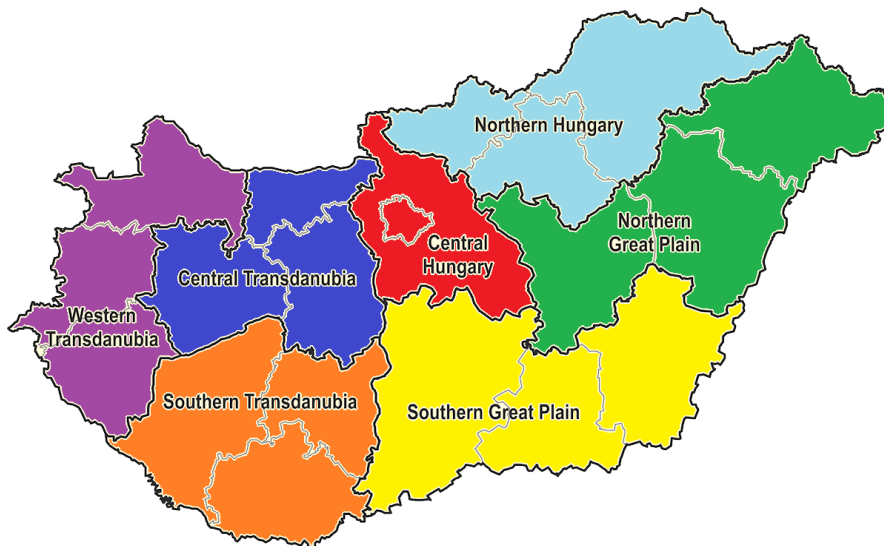 Northern Hungary
Northern
Great Plain
Central
Hungary
Central Transdanubia
Western
Transdanubia
Southern Transdanubia
Southern Great Plain